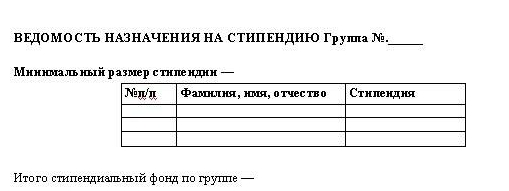 ВЕДОМОСТЬ НАЗНАЧЕНИЯ НА СТИПЕНДИЮ Группа №._____
Минимальный размер стипендии —
№п/п Фамилия, имя, отчество Стипендия
Итого стипендиальный фонд по группе —